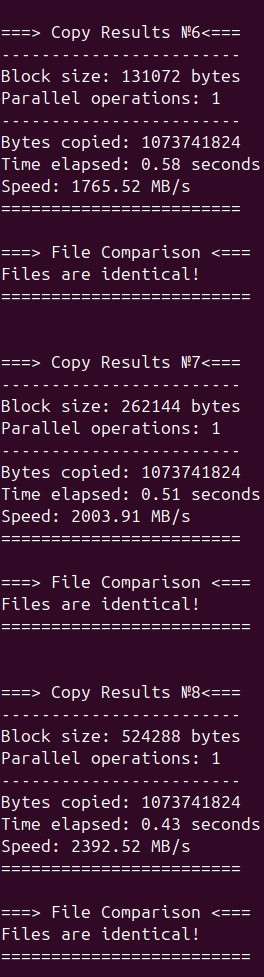 ===> Copy Results №6<===
------------------------
Block size: 131072 bytes
Parallel operations: 1
------------------------
Bytes copied: 1073741824
Time elapsed: 0.58 seconds
Speed: 1765.52 MB/s
========================
===> File Comparison <===
Files are identical!
=========================
===> Copy Results №7<===
------------------------
Block size: 262144 bytes
Parallel operations: 1
------------------------
Bytes copied: 1073741824
Time elapsed: 0.51 seconds
Speed: 2003.91 MB/s
========================
===> File Comparison <===
Files are identical!
=========================
===> Copy Results №8<===
------------------------
Block size: 524288 bytes
Parallel operations: 1
------------------------
Bytes copied: 1073741824
Time elapsed: 0.43 seconds
Speed: 2392.52 MB/s
========================
===> File Comparison <===
Files are identical!
=========================